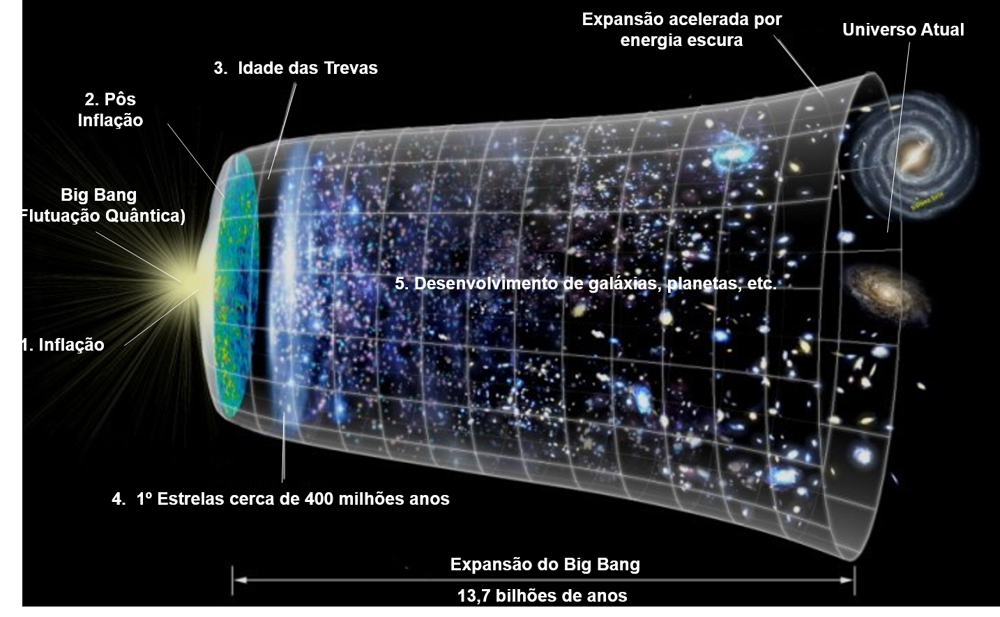 Expansão acelerada por
energia escura
Universo Atual
3. Idade das Trevas
2. Pôs
Inflação
Big Bang
Flutuação Quântica)
1. Inflação
5. Desenvolvimento de galáxias, planetas, etc.
4. 1º Estrelas cerca de 400 milhões anos
Expansão do Big Bang
13,7 bilhões de anos